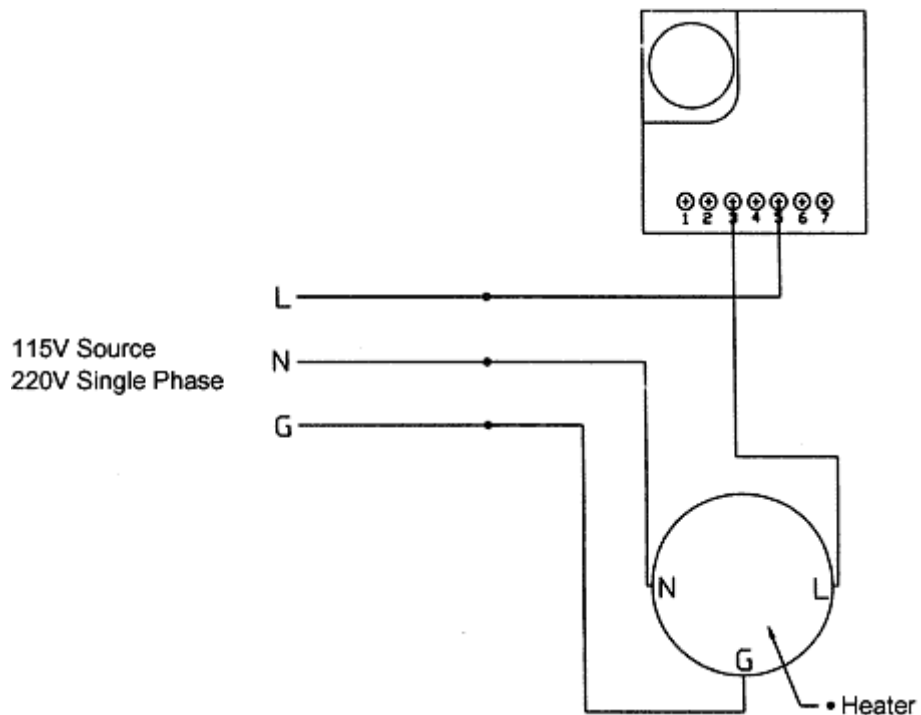 1 2 3 4 5 6 7
L
115V Source
220V Single Phase
N
G
N
L
G
• Heater